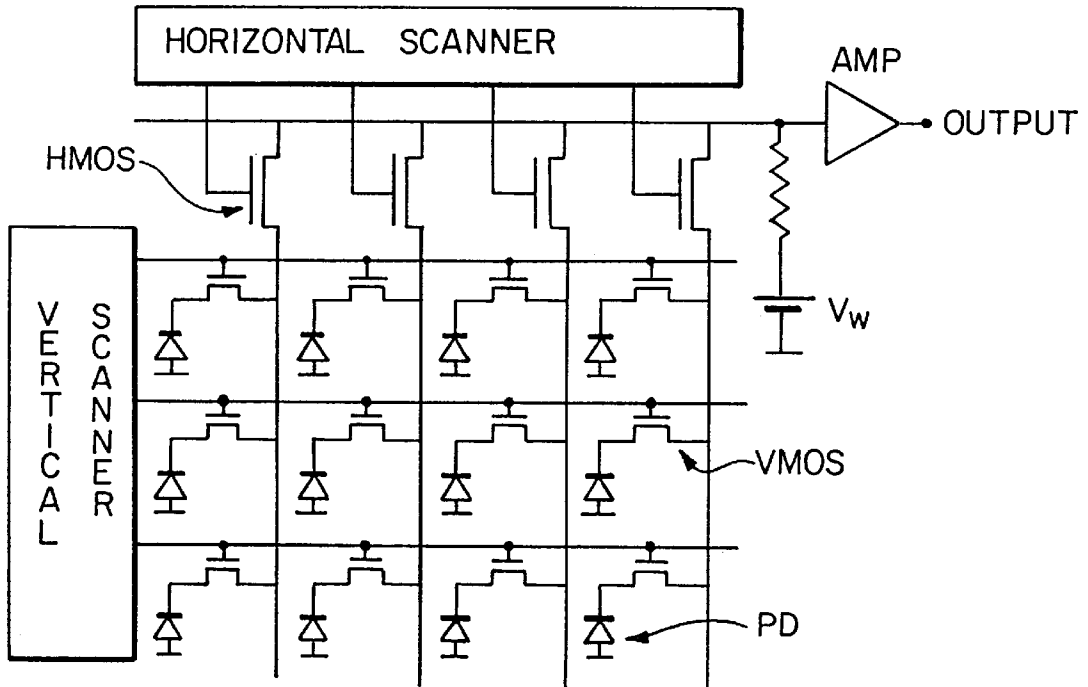 HORIZONTAL SCANNER
AMP
OUTPUT
HMOS
VERTICAL
SCANNER
VW
VMOS
PD